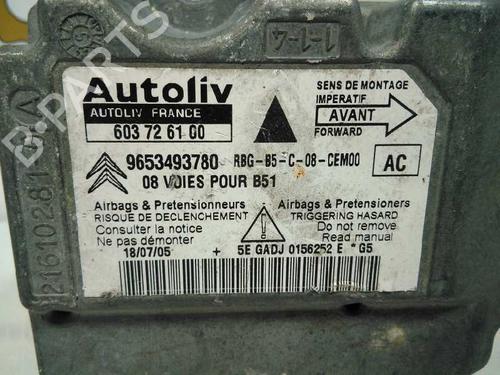 1-1-4
Autoliv
AUTOLIV FRANCE
603 72 61 00
SENS DE MONTAGE
IMPERATIF
AVANT
FORWARD
9653493780 RBG-B5-C-08-CEM00 AC
08 VOIES POUR B51
Airbags & Pretensionneurs
RISQUE DE DECLENCHEMENT
Consulter la notice
Ne pas démonter
Airbags & Pretensioners
TRIGGERING HASARD
Do not remove
Read manual
18/07/05 + 5E GADJ 0156252 E * G5
B-PARTS